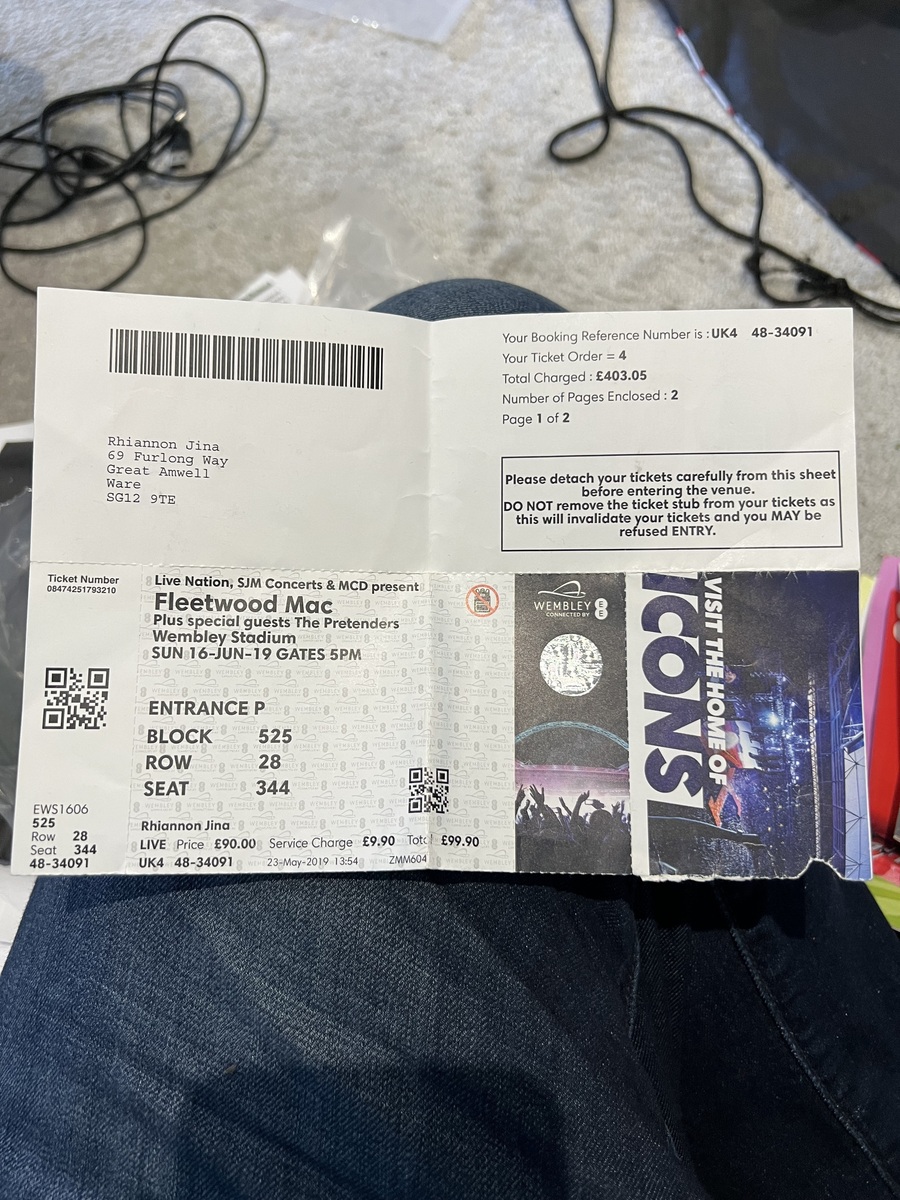 Rhiannon Jina
69 Furlong Way
Great Amwell
Ware
SG12 9TE
Your Booking Reference Number is : UK4 48-34091
Your Ticket Order = 4
Total Charged : £403.05
Number of Pages Enclosed : 2
Page 1 of 2
Please detach your tickets carefully from this sheet
before entering the venue.
DO NOT remove the ticket stub from your tickets as
this will invalidate your tickets and you MAY be
refused ENTRY.
Ticket Number
08474251793210
EWS1606
525
Row 28
Seat 344
48-34091
Live Nation, SJM Concerts & MCD present
Fleetwood Mac
Plus special guests The Pretenders
Wembley Stadium
SUN 16-JUN-19 GATES 5PM
ENTRANCE P
BLOCK 525
ROW 28
SEAT 344
Rhiannon Jina
LIVE Price £90.00 Service Charge £9.90 Total £99.90
UK4 48-34091 23-May-2019 13:54 ZMM604
WEMBLEY
CONNECTED BY EE
VISIT THE HOME OF
ICONS